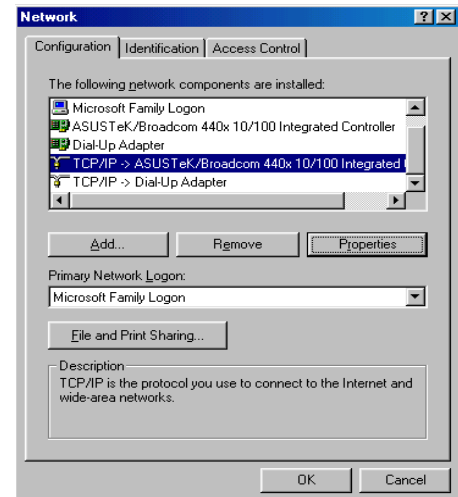 Network ? X
Configuration Identification Access Control
The following network components are installed:
Microsoft Family Logon
ASUSTeK/Broadcom 440x 10/100 Integrated Controller
Dial-Up Adapter
TCP/IP -> ASUSTeK/Broadcom 440x 10/100 Integrated
TCP/IP -> Dial-Up Adapter
Add... Remove Properties
Primary Network Logon:
Microsoft Family Logon
File and Print Sharing...
Description
TCP/IP is the protocol you use to connect to the Internet and
wide-area networks.
OK Cancel